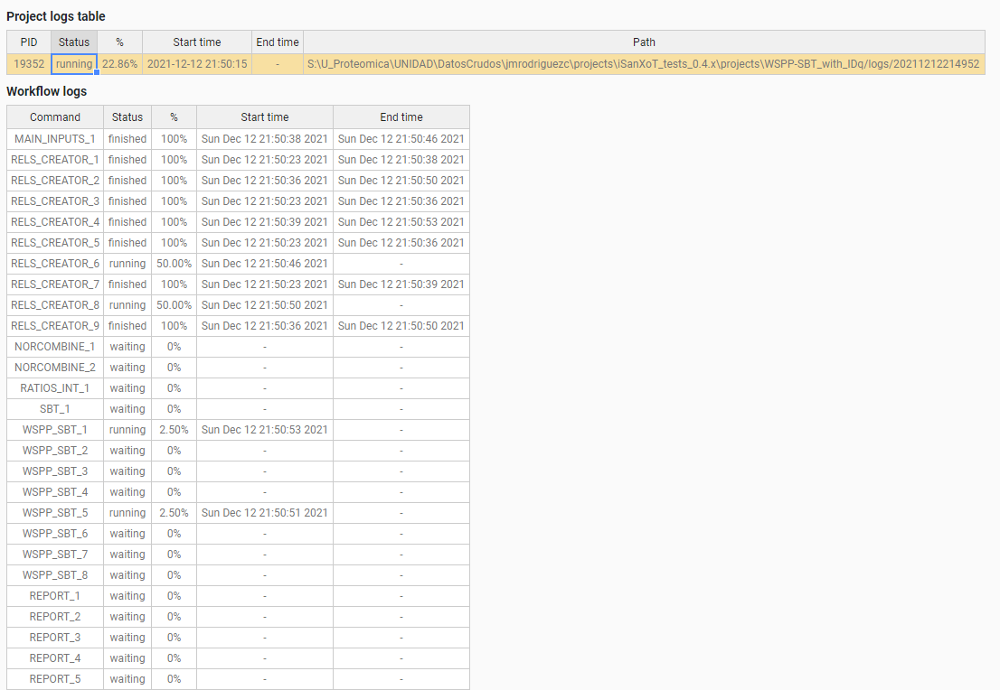 Project logs table
PID Status % Start time End time Path
19352 running 22.86% 2021-12-12 21:50:15 - S:\U_Proteomica\UNIDAD\DatosCrudos\jmrodriguezc\projects\iSanXoT_tests_0.4.x\projects\WSPP-SBT_with_IDq/logs/20211212214952
Workflow logs
Command Status % Start time End time
MAIN_INPUTS_1 finished 100% Sun Dec 12 21:50:38 2021 Sun Dec 12 21:50:46 2021
RELS_CREATOR_1 finished 100% Sun Dec 12 21:50:23 2021 Sun Dec 12 21:50:38 2021
RELS_CREATOR_2 finished 100% Sun Dec 12 21:50:36 2021 Sun Dec 12 21:50:50 2021
RELS_CREATOR_3 finished 100% Sun Dec 12 21:50:23 2021 Sun Dec 12 21:50:36 2021
RELS_CREATOR_4 finished 100% Sun Dec 12 21:50:39 2021 Sun Dec 12 21:50:53 2021
RELS_CREATOR_5 finished 100% Sun Dec 12 21:50:23 2021 Sun Dec 12 21:50:36 2021
RELS_CREATOR_6 running 50.00% Sun Dec 12 21:50:46 2021 -
RELS_CREATOR_7 finished 100% Sun Dec 12 21:50:23 2021 Sun Dec 12 21:50:39 2021
RELS_CREATOR_8 running 50.00% Sun Dec 12 21:50:50 2021 -
RELS_CREATOR_9 finished 100% Sun Dec 12 21:50:36 2021 Sun Dec 12 21:50:50 2021
NORCOMBINE_1 waiting 0% - -
NORCOMBINE_2 waiting 0% - -
RATIOS_INT_1 waiting 0% - -
SBT_1 waiting 0% - -
WSPP_SBT_1 running 2.50% Sun Dec 12 21:50:53 2021 -
WSPP_SBT_2 waiting 0% - -
WSPP_SBT_3 waiting 0% - -
WSPP_SBT_4 waiting 0% - -
WSPP_SBT_5 running 2.50% Sun Dec 12 21:50:51 2021 -
WSPP_SBT_6 waiting 0% - -
WSPP_SBT_7 waiting 0% - -
WSPP_SBT_8 waiting 0% - -
REPORT_1 waiting 0% - -
REPORT_2 waiting 0% - -
REPORT_3 waiting 0% - -
REPORT_4 waiting 0% - -
REPORT_5 waiting 0% - -